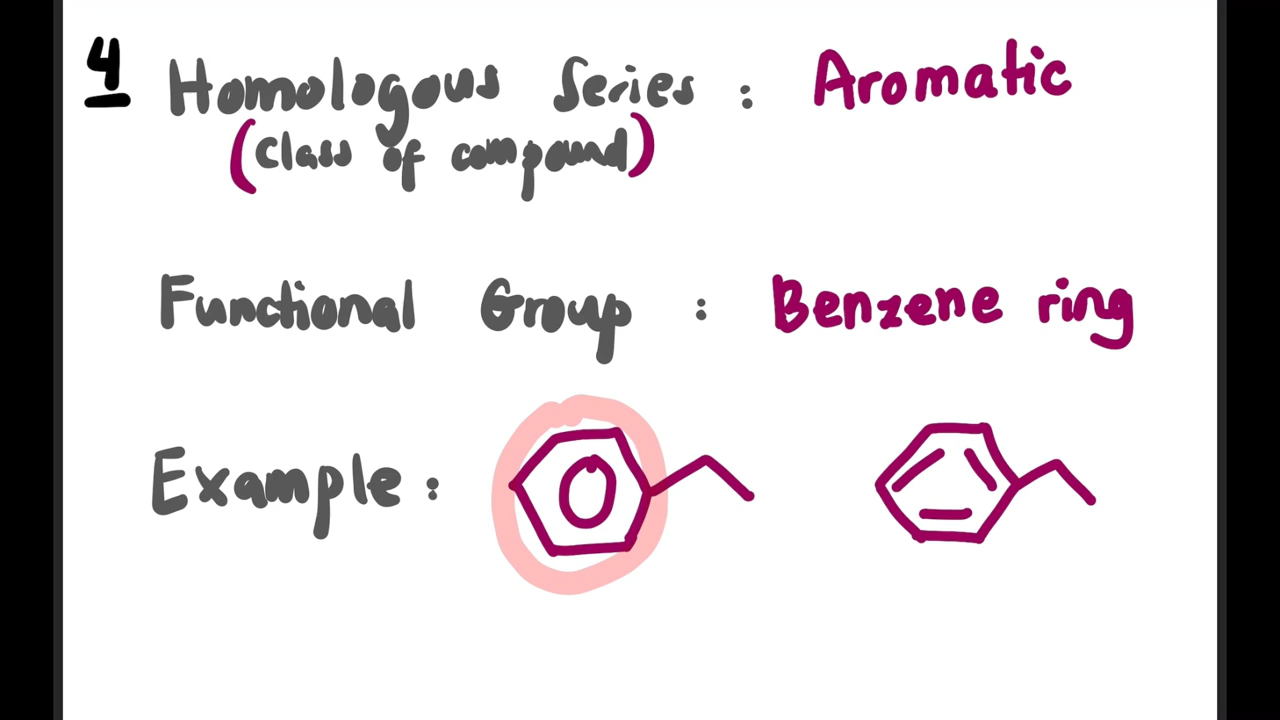 4 Homologous Series : Aromatic
(Class of compound)
Functional Group : Benzene ring
Example :